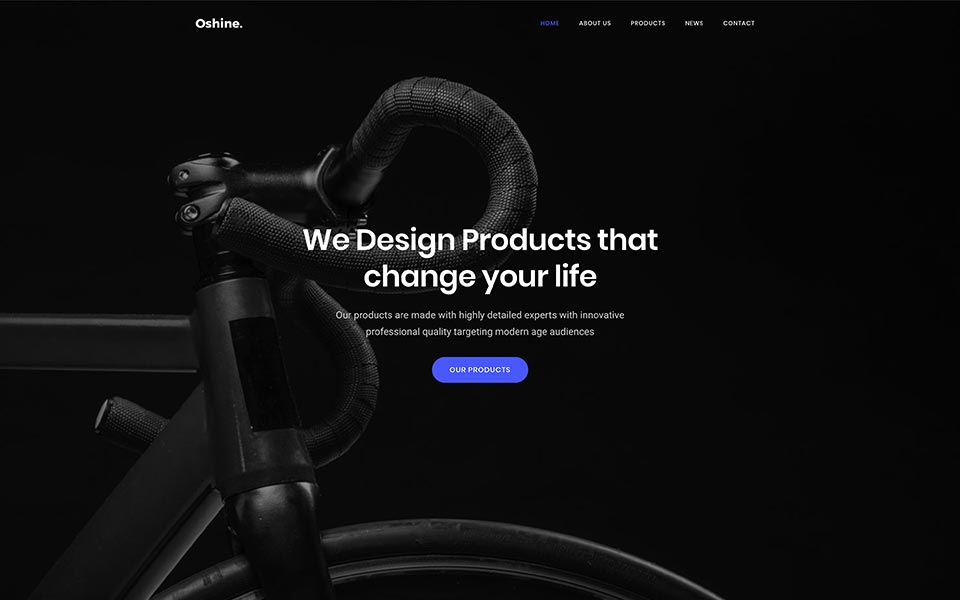 Oshine.
HOME ABOUT US PRODUCTS NEWS CONTACT
We Design Products that
change your life
Our products are made with highly detailed experts with innovative
professional quality targeting modern age audiences
OUR PRODUCTS